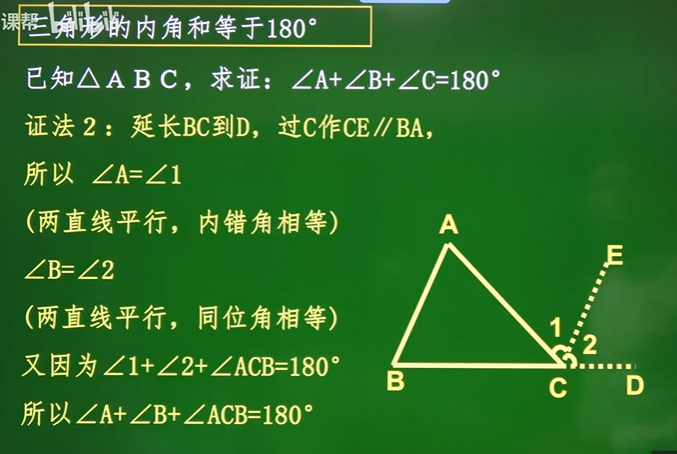 课帮 bilibili
三角形的内角和等于180°
已知△ＡＢＣ，求证：∠A+∠B+∠C=180°
证法２：延长BC到D，过C作CE∥BA，
所以 ∠A=∠1
(两直线平行，内错角相等)
∠B=∠2
(两直线平行，同位角相等)
又因为∠1+∠2+∠ACB=180°
所以∠A+∠B+∠ACB=180°
A
E
1
2
B
C
D